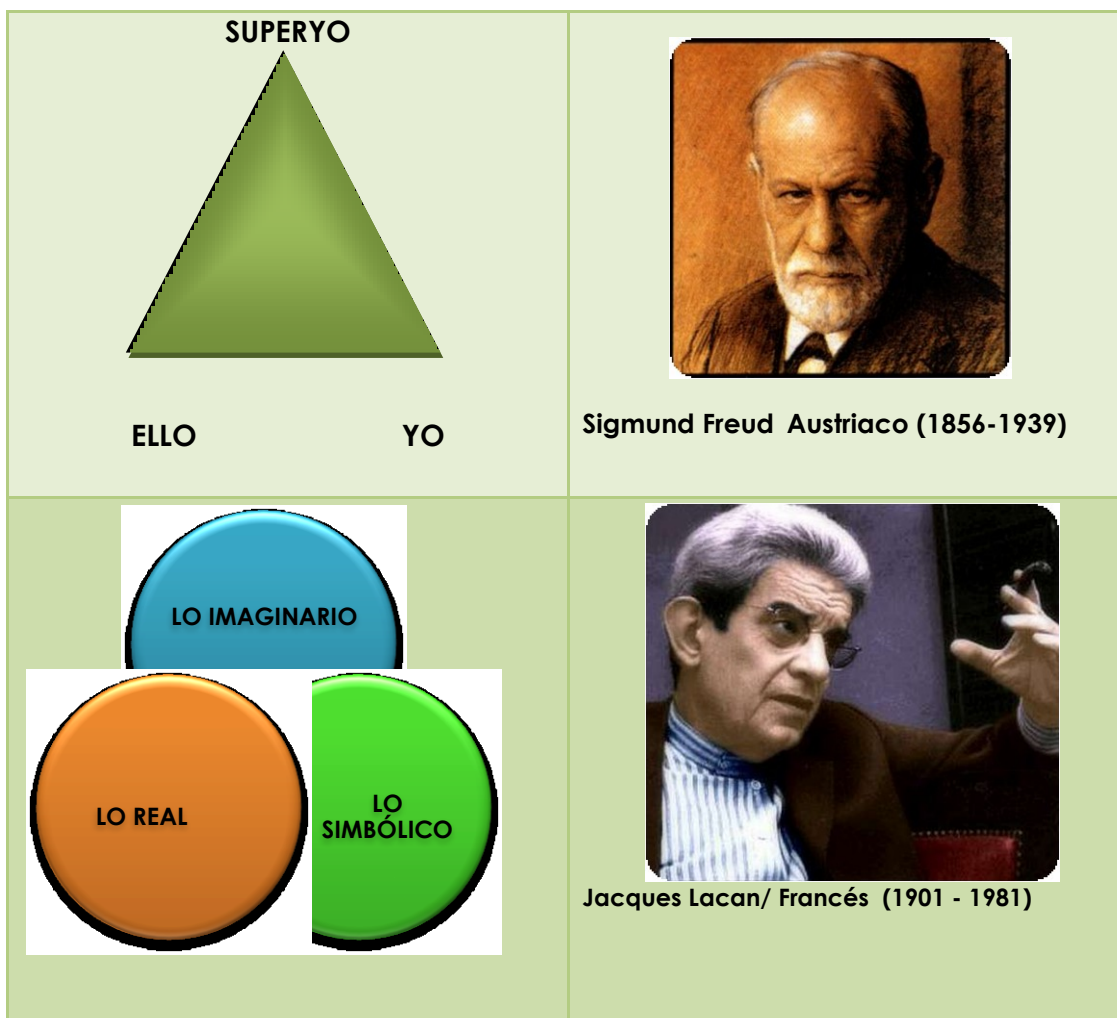 SUPERYO
ELLO
YO
Sigmund Freud  Austriaco (1856-1939)
LO IMAGINARIO
LO REAL
LO
SIMBÓLICO
Jacques Lacan/ Francés  (1901 - 1981)